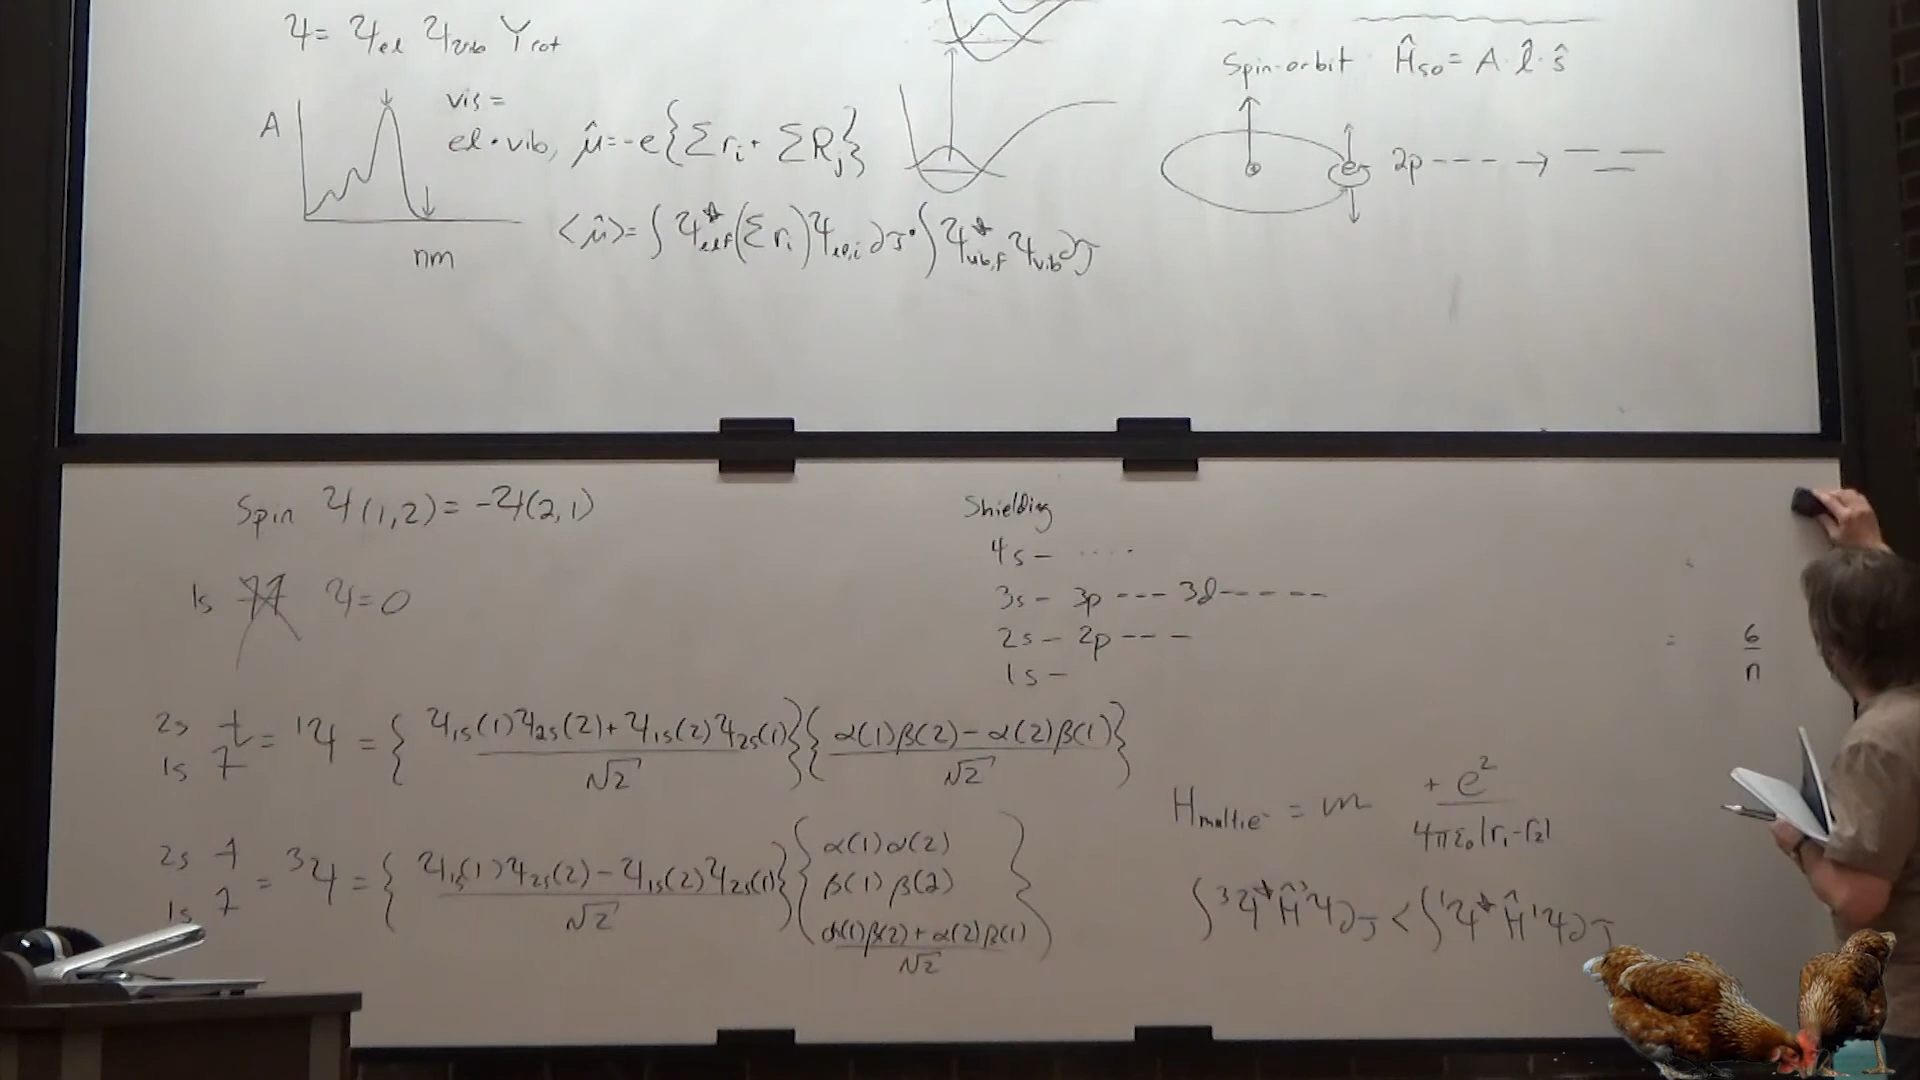 Ψ = Ψel Ψvib Yrot
A
vis =
el·vib, μ̂ = -e{Σri + ΣRj}
nm
<μ̂> = ∫Ψ*el,f(Σri)Ψel,i ∂τ · ∫Ψ*vib,f Ψvib ∂τ
Spin-orbit Ĥso = A·l̂·ŝ
e 2p - - - - →
Spin Ψ(1,2) = -Ψ(2,1)
1s Ψ=0
2s
1s = ¹Ψ = { Ψ1s(1)Ψ2s(2)+Ψ1s(2)Ψ2s(1) / √2 } { α(1)β(2) - α(2)β(1) / √2 }
2s
1s = ³Ψ = { Ψ1s(1)Ψ2s(2) - Ψ1s(2)Ψ2s(1) / √2 } { α(1)α(2)
β(1)β(2)
α(1)β(2)+α(2)β(1) / √2 }
Shielding
4s - ....
3s - 3p --- 3d -----
2s - 2p ---
1s -
= 6/n
Hmulti e- = + e² / 4πε0|r1-r2|
∫³Ψ*Ĥ³Ψ∂τ < ∫¹Ψ*Ĥ¹Ψ∂τ